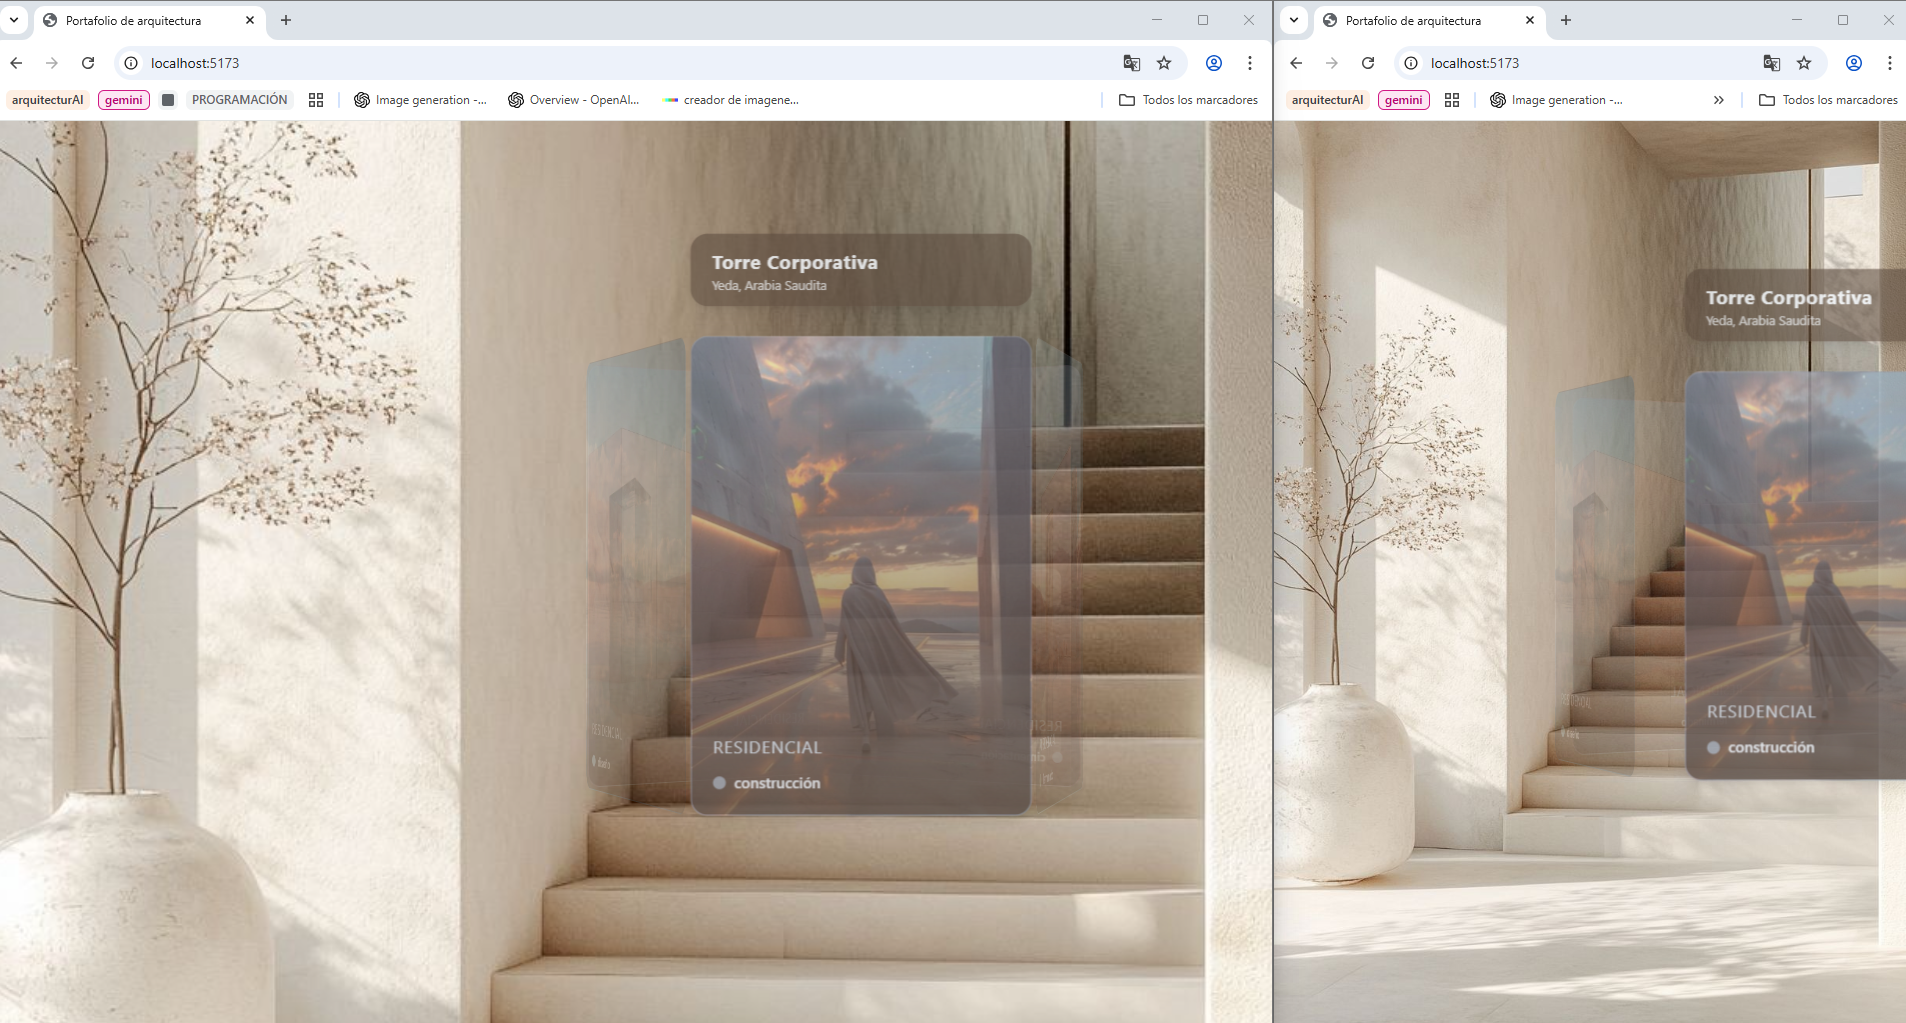 Portafolio de arquitectura
localhost:5173
arquitecturAI gemini PROGRAMACIÓN Image generation -... Overview - OpenAI... creador de imagene... Todos los marcadores
Torre Corporativa
Yeda, Arabia Saudita
RESIDENCIAL
construcción
Portafolio de arquitectura
localhost:5173
arquitecturAI gemini Image generation -... Todos los marcadores
Torre Corporativa
Yeda, Arabia Saudita
RESIDENCIAL
construcción